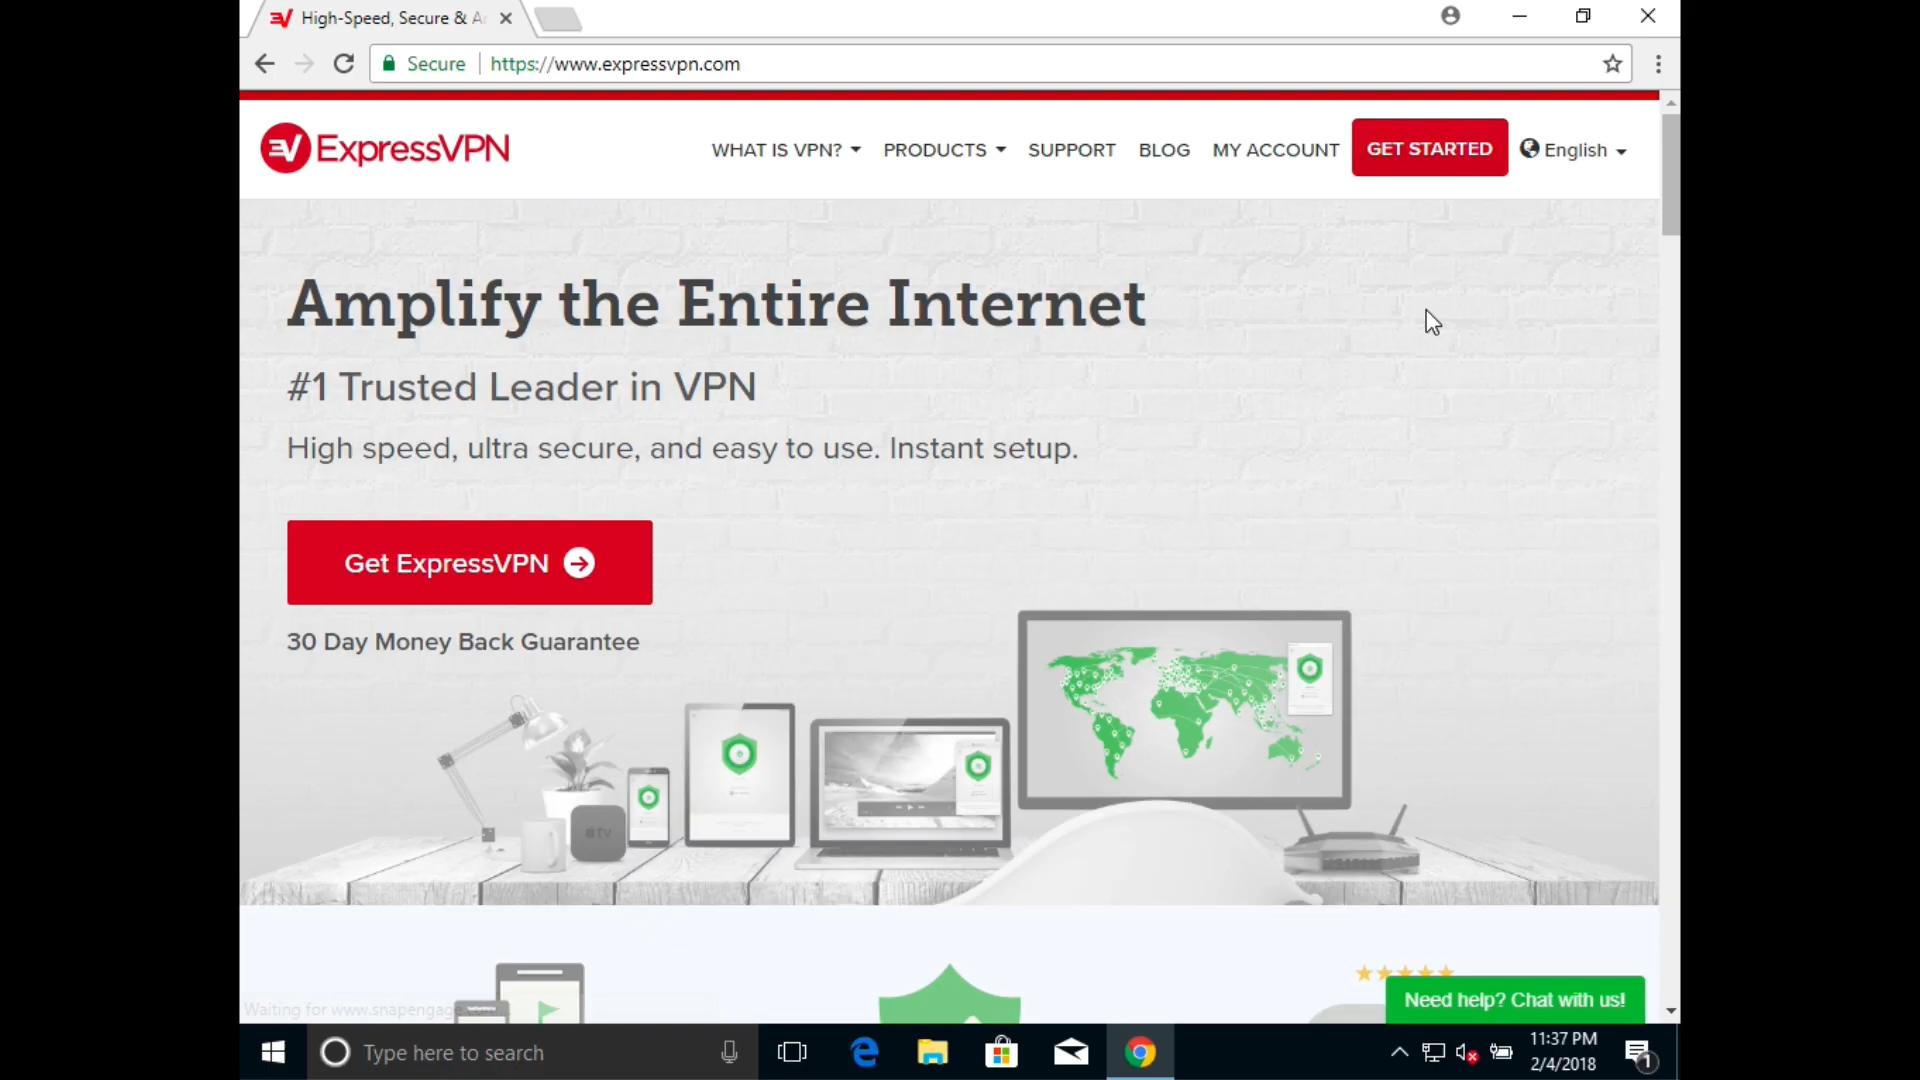 High-Speed, Secure & A
Secure
https://www.expressvpn.com
ExpressVPN
WHAT IS VPN?
PRODUCTS
SUPPORT
BLOG
MY ACCOUNT
GET STARTED
English
Amplify the Entire Internet
#1 Trusted Leader in VPN
High speed, ultra secure, and easy to use. Instant setup.
Get ExpressVPN
30 Day Money Back Guarantee
tv
Need help? Chat with us!
Waiting for www.snapengage
Type here to search
11:37 PM
2/4/2018
1